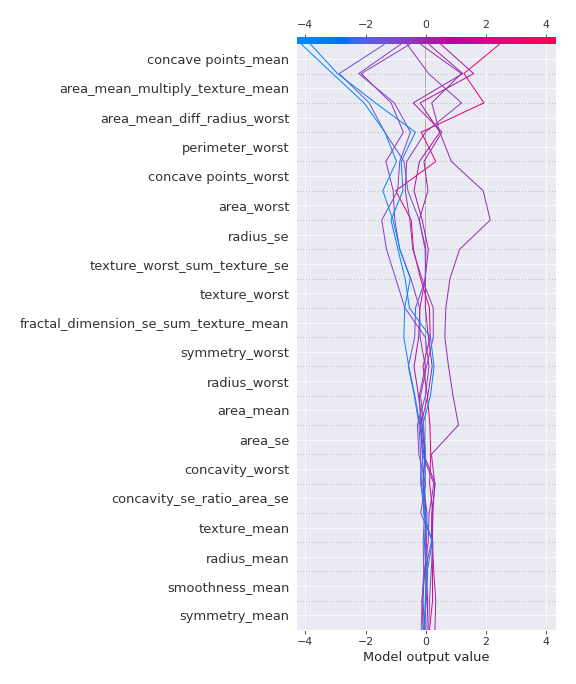 −4 −2 0 2 4
concave points_mean
area_mean_multiply_texture_mean
area_mean_diff_radius_worst
perimeter_worst
concave points_worst
area_worst
radius_se
texture_worst_sum_texture_se
texture_worst
fractal_dimension_se_sum_texture_mean
symmetry_worst
radius_worst
area_mean
area_se
concavity_worst
concavity_se_ratio_area_se
texture_mean
radius_mean
smoothness_mean
symmetry_mean
−4 −2 0 2 4
Model output value